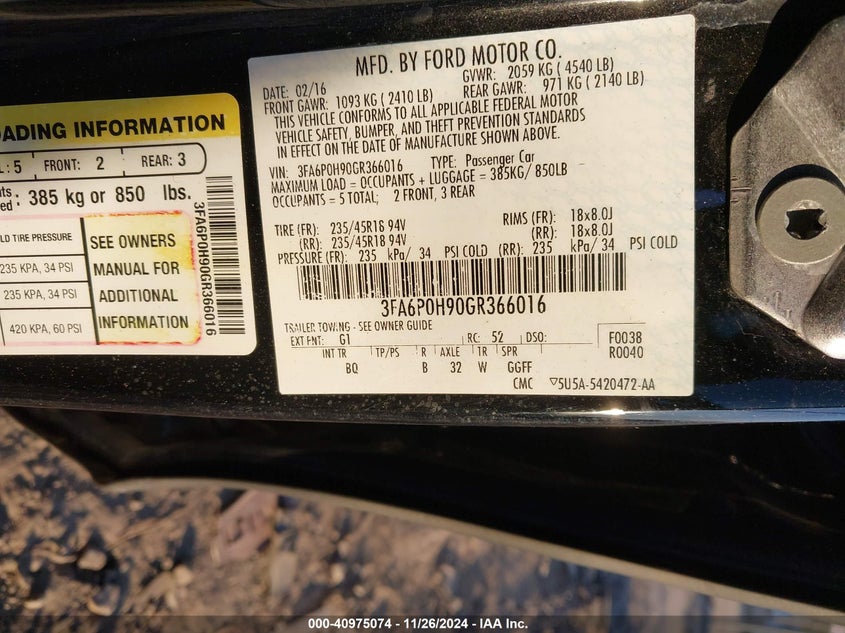 OADING INFORMATION
: 5 FRONT: 2 REAR: 3
385 kg or 850 lbs.
LD TIRE PRESSURE
235 KPA, 34 PSI
235 KPA, 34 PSI
420 KPA, 60 PSI
SEE OWNERS
MANUAL FOR
ADDITIONAL
INFORMATION
3FA6P0H90GR366016
MFD. BY FORD MOTOR CO.
DATE: 02/16 GVWR: 2059 KG ( 4540 LB)
FRONT GAWR: 1093 KG ( 2410 LB) REAR GAWR: 971 KG ( 2140 LB)
THIS VEHICLE CONFORMS TO ALL APPLICABLE FEDERAL MOTOR
VEHICLE SAFETY, BUMPER, AND THEFT PREVENTION STANDARDS
IN EFFECT ON THE DATE OF MANUFACTURE SHOWN ABOVE.
VIN: 3FA6P0H90GR366016 TYPE: Passenger Car
MAXIMUM LOAD = OCCUPANTS + LUGGAGE = 385KG/ 850LB
OCCUPANTS = 5 TOTAL; 2 FRONT, 3 REAR
TIRE (FR): 235/45R18 94V RIMS (FR): 18x8.0J
(RR): 235/45R18 94V (RR): 18x8.0J
PRESSURE (FR): 235 kPa/ 34 PSI COLD (RR): 235 kPa/ 34 PSI COLD
3FA6P0H90GR366016
TRAILER TOWING - SEE OWNER GUIDE
EXT PNT: G1 RC: 52 DSO: F0038
INT TR TP/PS R AXLE TR SPR R0040
BQ B 32 W GGFF
CMC ▽5U5A-5420472-AA
000-40975074 - 11/26/2024 - IAA Inc.